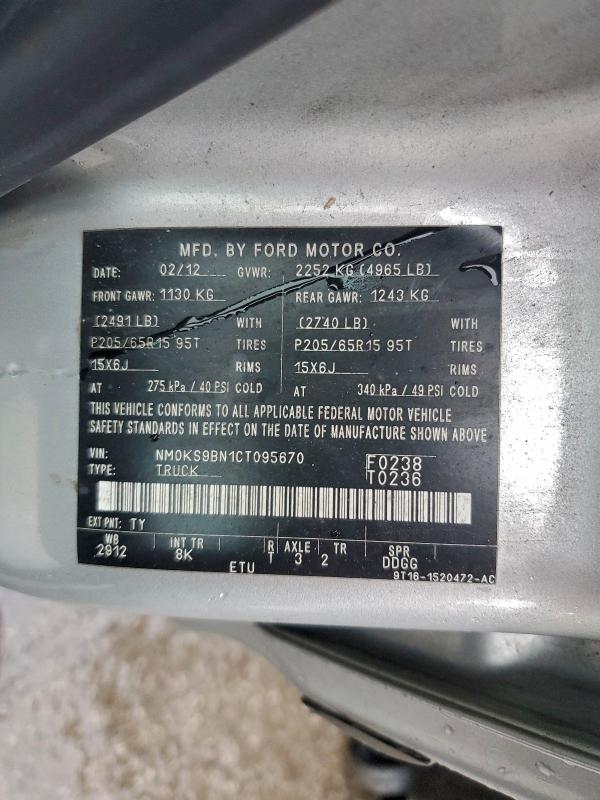 MFD. BY FORD MOTOR CO.
DATE: 02/12 GVWR: 2252 KG (4965 LB)
FRONT GAWR: 1130 KG REAR GAWR: 1243 KG
(2491 LB) WITH (2740 LB) WITH
P205/65R15 95T TIRES P205/65R15 95T TIRES
15X6J RIMS 15X6J RIMS
AT 275 kPa / 40 PSI COLD AT 340 kPa / 49 PSI COLD
THIS VEHICLE CONFORMS TO ALL APPLICABLE FEDERAL MOTOR VEHICLE
SAFETY STANDARDS IN EFFECT ON THE DATE OF MANUFACTURE SHOWN ABOVE
VIN: NM0KS9BN1CT095670 F0238
TYPE: TRUCK T0236
EXT PNT: TY
WB INT TR R AXLE TR SPR
2912 8K T 3 2 DDGG
ETU 9T16-1520472-AC